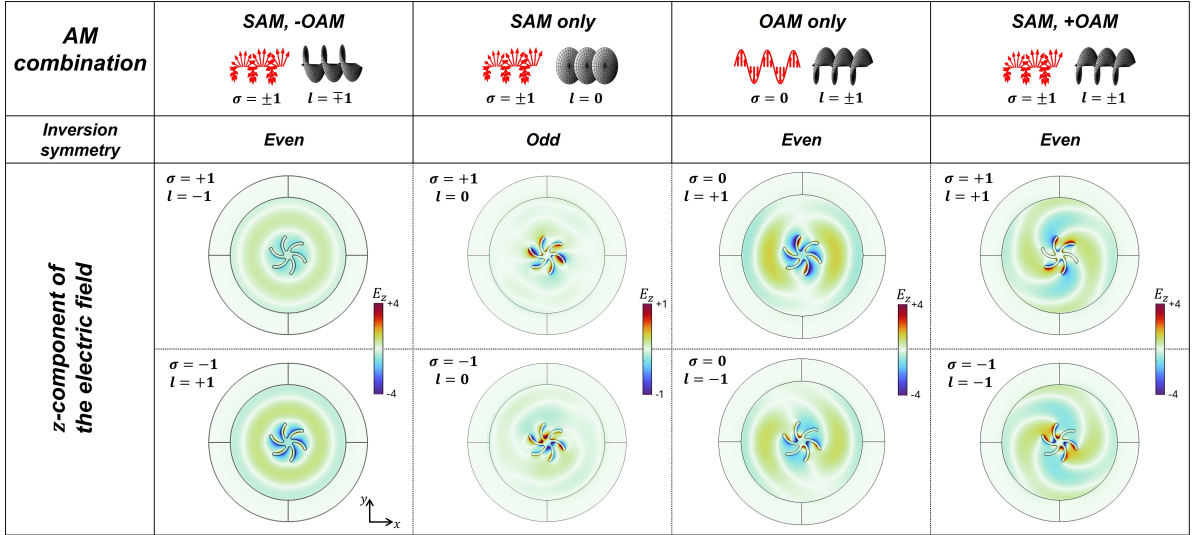 AM
combination
SAM, -OAM
σ = ±1
l = ∓1
SAM only
σ = ±1
l = 0
OAM only
σ = 0
l = ±1
SAM, +OAM
σ = ±1
l = ±1
Inversion
symmetry
Even
Odd
Even
Even
z-component of
the electric field
σ = +1
l = −1
E_z
+4
-4
σ = +1
l = 0
E_z
+1
-1
σ = 0
l = +1
E_z
+4
-4
σ = +1
l = +1
E_z
+4
-4
σ = −1
l = +1
y
x
σ = −1
l = 0
σ = 0
l = −1
σ = −1
l = −1